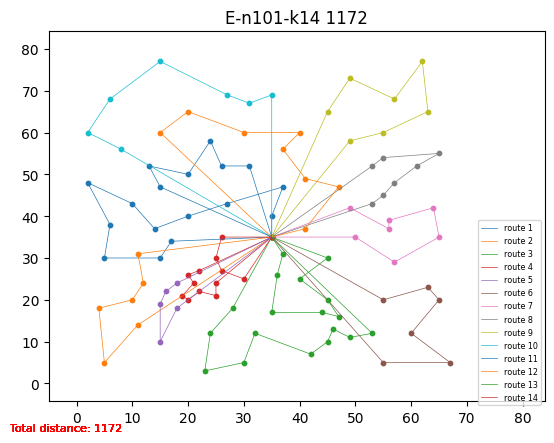 E-n101-k14 1172
80
70
60
50
40
30
20
10
0
0 10 20 30 40 50 60 70 80
route 1
route 2
route 3
route 4
route 5
route 6
route 7
route 8
route 9
route 10
route 11
route 12
route 13
route 14
Total distance: 1172